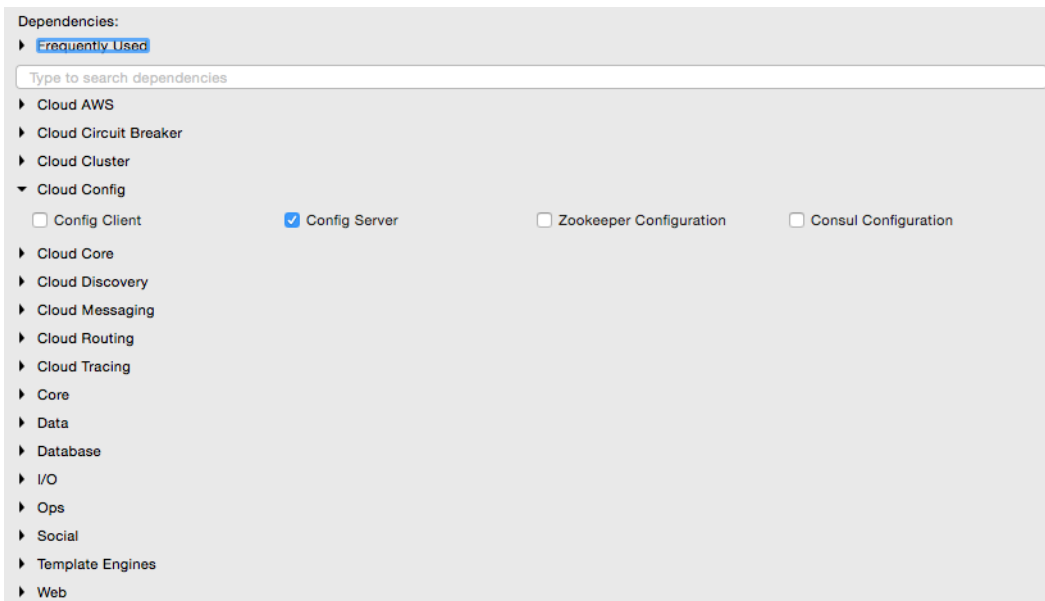 Dependencies:
Frequently Used
Type to search dependencies
Cloud AWS
Cloud Circuit Breaker
Cloud Cluster
Cloud Config
Config Client Config Server Zookeeper Configuration Consul Configuration
Cloud Core
Cloud Discovery
Cloud Messaging
Cloud Routing
Cloud Tracing
Core
Data
Database
I/O
Ops
Social
Template Engines
Web